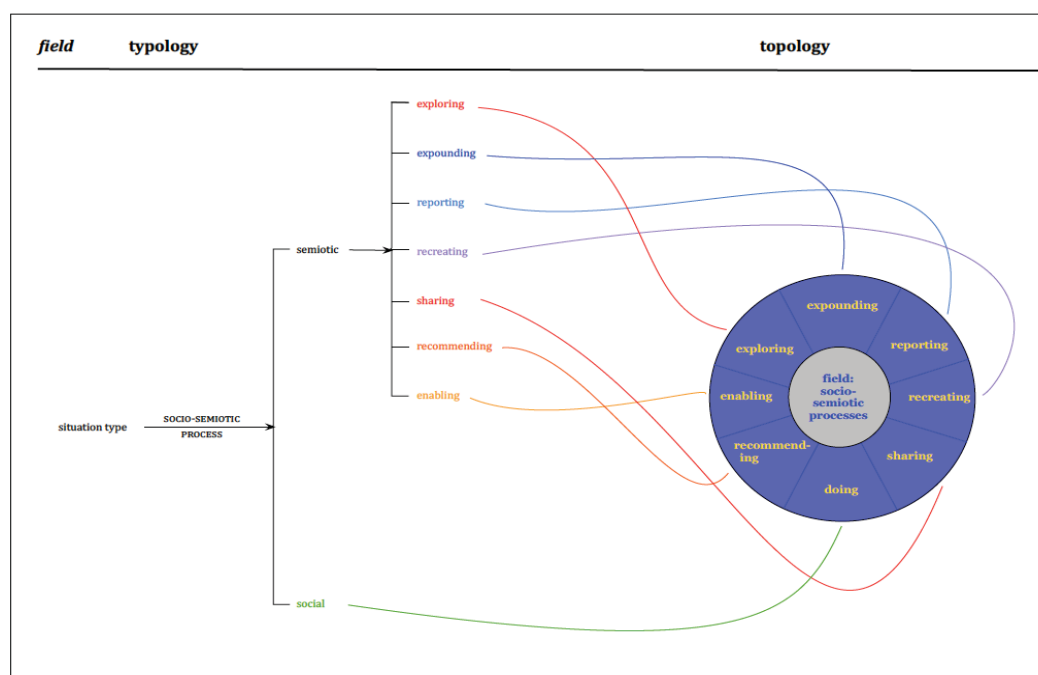 field typology topology
exploring
expounding
reporting
semiotic
recreating
sharing
recommending
enabling
situation type
SOCIO-SEMIOTIC
PROCESS
social
expounding
exploring
reporting
enabling
field:
socio-
semiotic
processes
recreating
recommend-
ing
sharing
doing